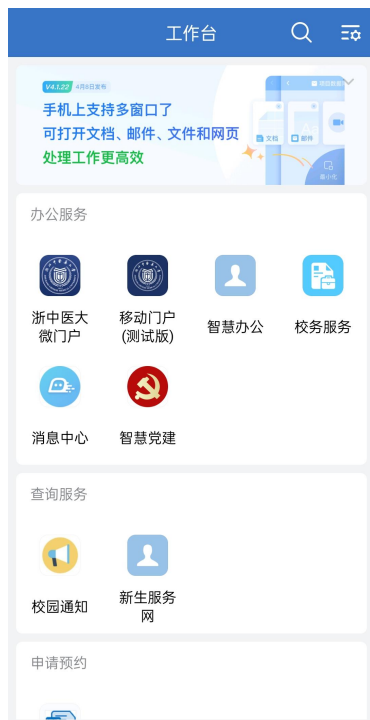 工作台
V4.1.22 4月6日发布
手机上支持多窗口了
可打开文档、邮件、文件和网页
处理工作更高效
文档
邮件
最小化
办公服务
浙中医大
微门户
移动门户
(测试版)
智慧办公
校务服务
消息中心
智慧党建
查询服务
校园通知
新生服务
网
申请预约